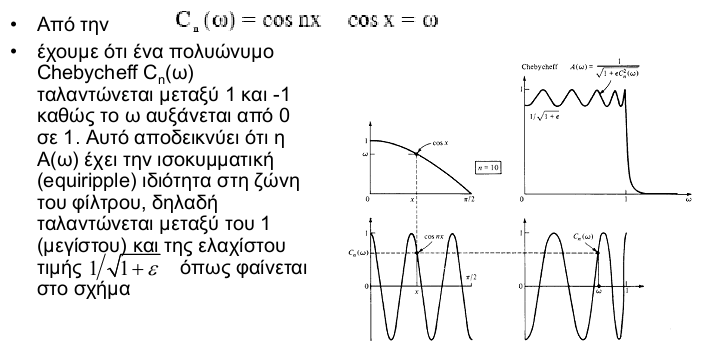 • Από την C_n (ω) = cos nx cos x = ω
• έχουμε ότι ένα πολυώνυμο
Chebycheff C_n(ω)
ταλαντώνεται μεταξύ 1 και -1
καθώς το ω αυξάνεται από 0
σε 1. Αυτό αποδεικνύει ότι η
A(ω) έχει την ισοκυμματική
(equiripple) ιδιότητα στη ζώνη
του φίλτρου, δηλαδή
ταλαντώνεται μεταξύ του 1
(μεγίστου) και της ελαχίστου
τιμής 1/√(1+ε) όπως φαίνεται
στο σχήμα
Chebycheff A(ω) = 1/√(1 + εC_n²(ω))
1
1/√(1 + ε)
0
1
ω
1
ω
cos x
n = 10
0
x
π/2
1
C_n(ω)
cos nx
π/2
0
x
1
C_n(ω)
0
ω
1